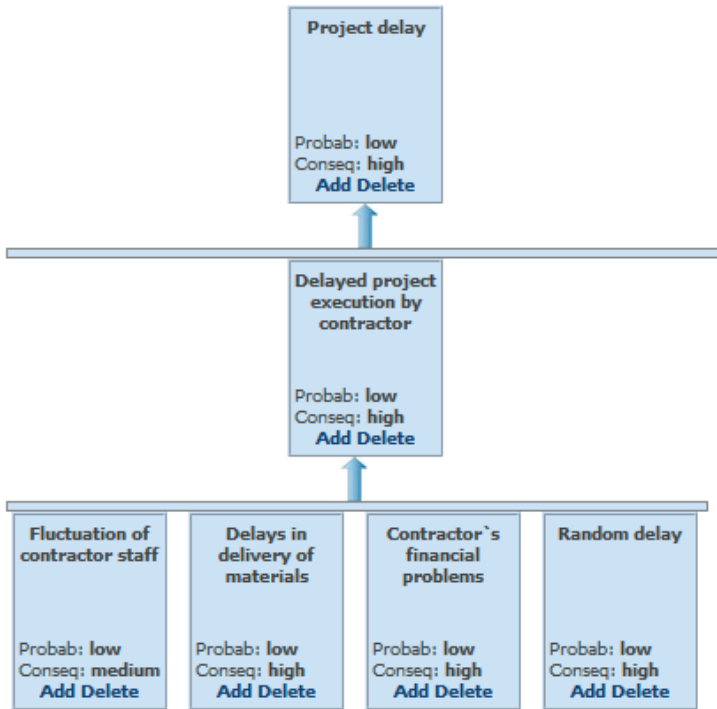 Project delay
Probab: low
Conseq: high
Add Delete
Delayed project
execution by
contractor
Probab: low
Conseq: high
Add Delete
Fluctuation of
contractor staff
Probab: low
Conseq: medium
Add Delete
Delays in
delivery of
materials
Probab: low
Conseq: high
Add Delete
Contractor`s
financial
problems
Probab: low
Conseq: high
Add Delete
Random delay
Probab: low
Conseq: high
Add Delete